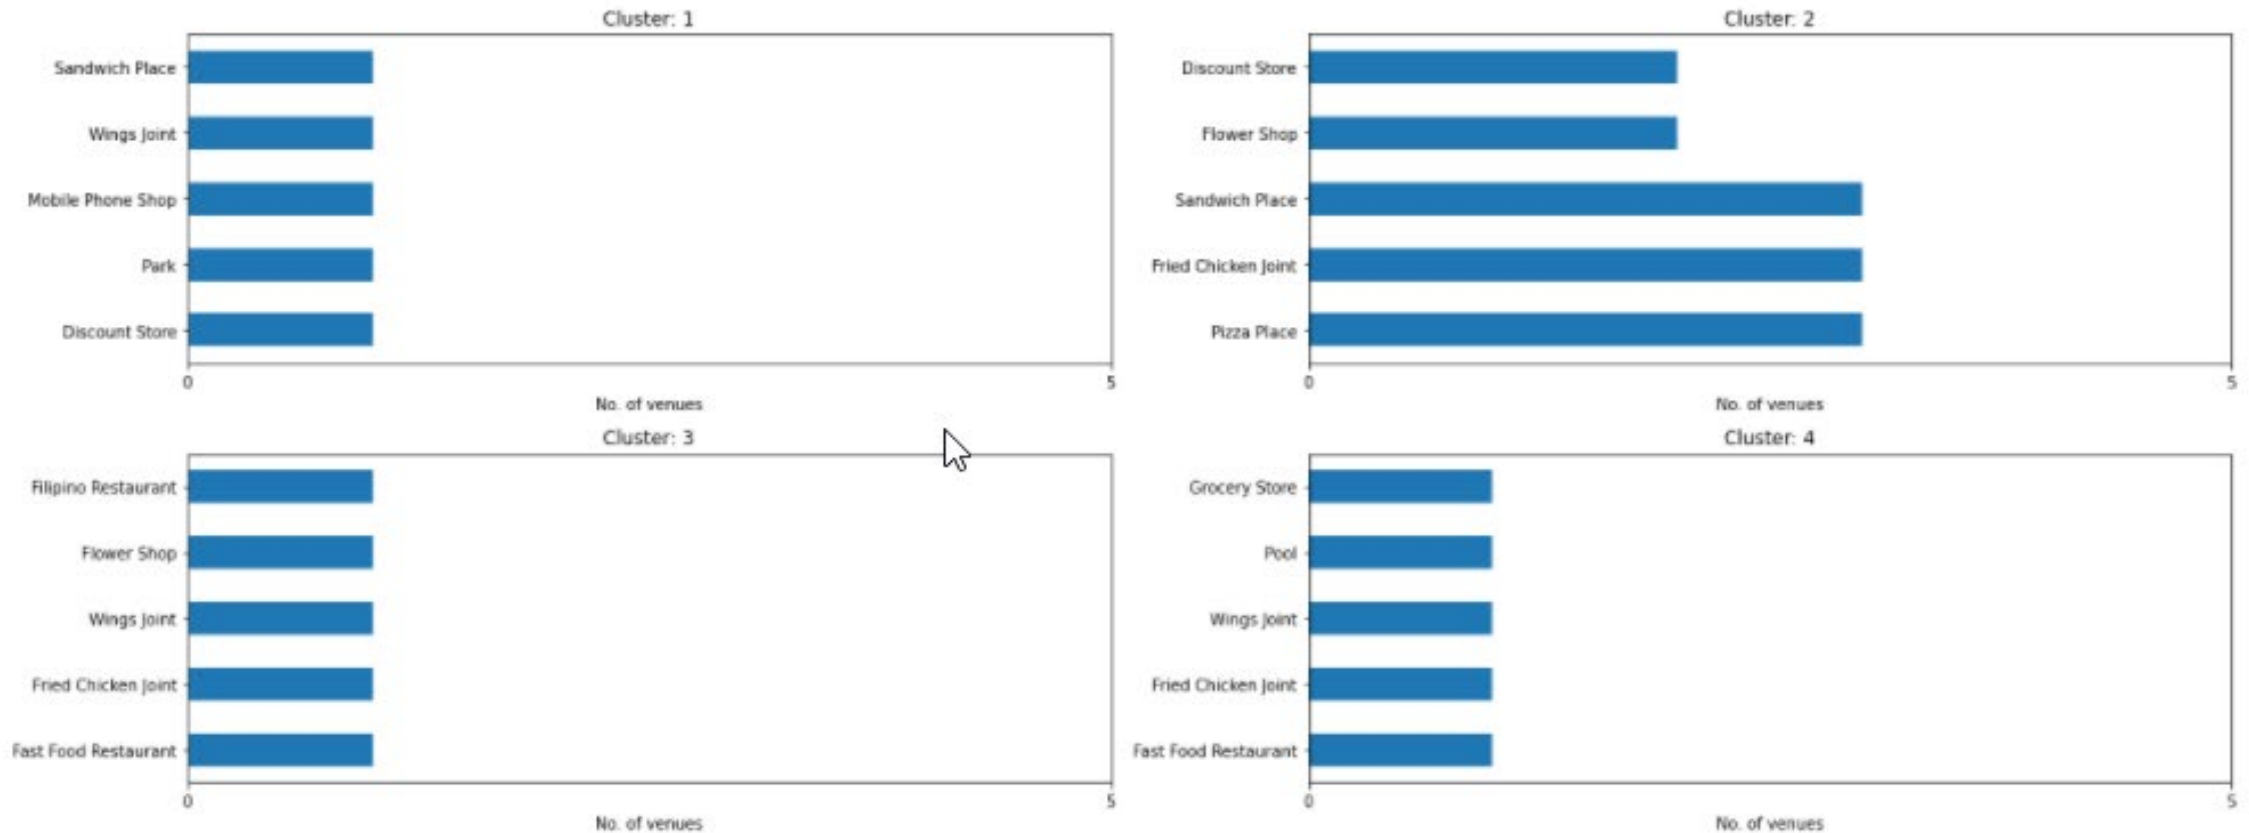 Cluster: 1
Sandwich Place
Wings Joint
Mobile Phone Shop
Park
Discount Store
0 5
No. of venues
Cluster: 2
Discount Store
Flower Shop
Sandwich Place
Fried Chicken Joint
Pizza Place
0 5
No. of venues
Cluster: 3
Filipino Restaurant
Flower Shop
Wings Joint
Fried Chicken Joint
Fast Food Restaurant
0 5
No. of venues
Cluster: 4
Grocery Store
Pool
Wings Joint
Fried Chicken Joint
Fast Food Restaurant
0 5
No. of venues